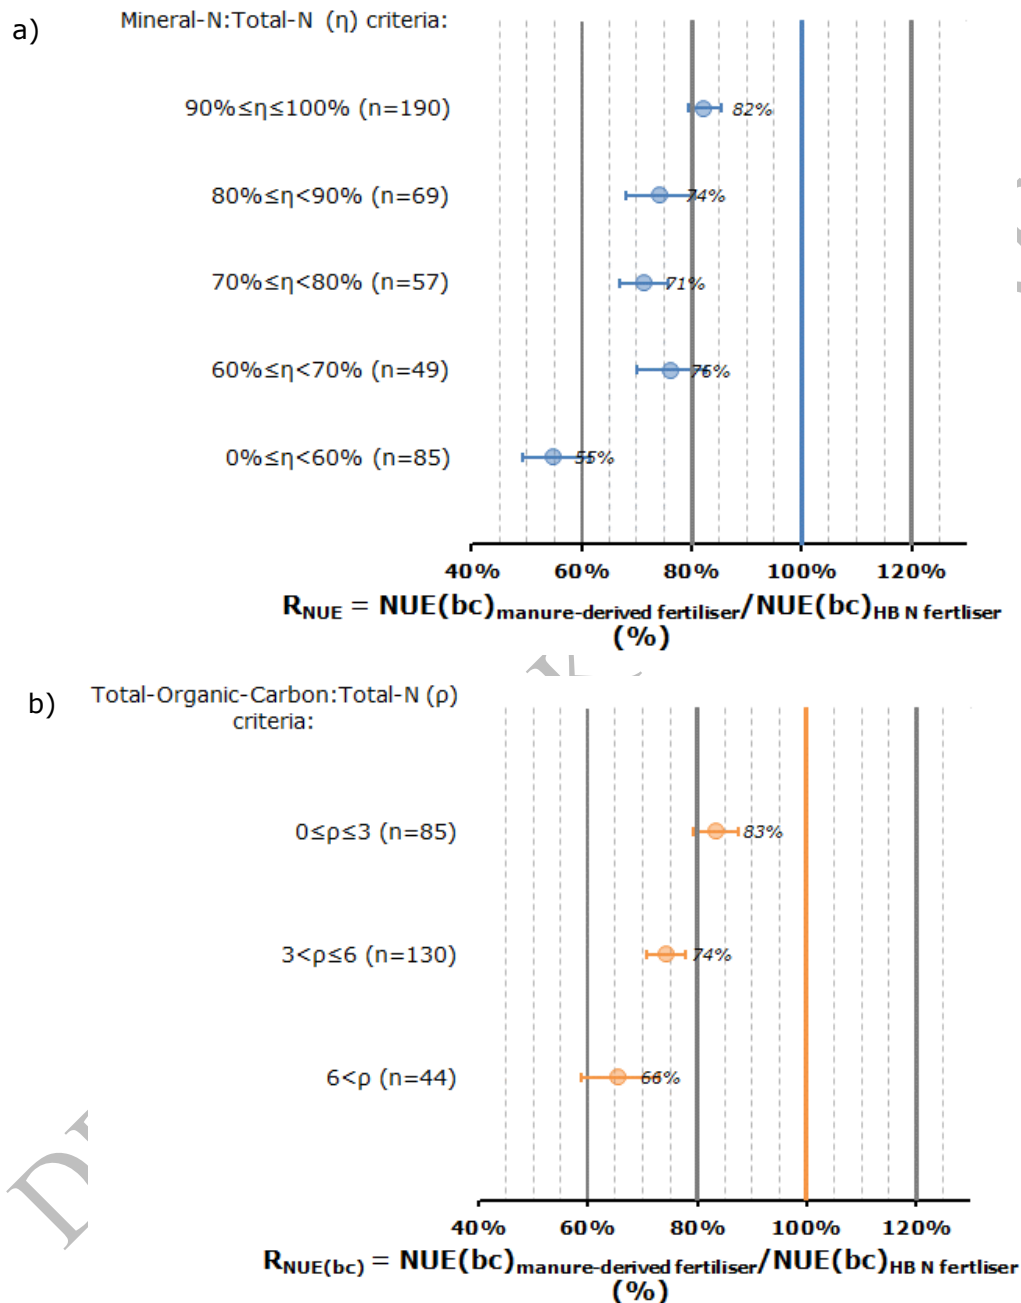 a)
Mineral-N:Total-N (η) criteria:
90%≤η≤100% (n=190)
82%
80%≤η<90% (n=69)
74%
70%≤η<80% (n=57)
71%
60%≤η<70% (n=49)
76%
0%≤η<60% (n=85)
55%
40% 60% 80% 100% 120%
RNUE = NUE(bc)manure-derived fertiliser/NUE(bc)HB N fertliser
(%)
b)
Total-Organic-Carbon:Total-N (ρ)
criteria:
0≤ρ≤3 (n=85)
83%
3<ρ≤6 (n=130)
74%
6<ρ (n=44)
66%
40% 60% 80% 100% 120%
RNUE(bc) = NUE(bc)manure-derived fertiliser/NUE(bc)HB N fertliser
(%)